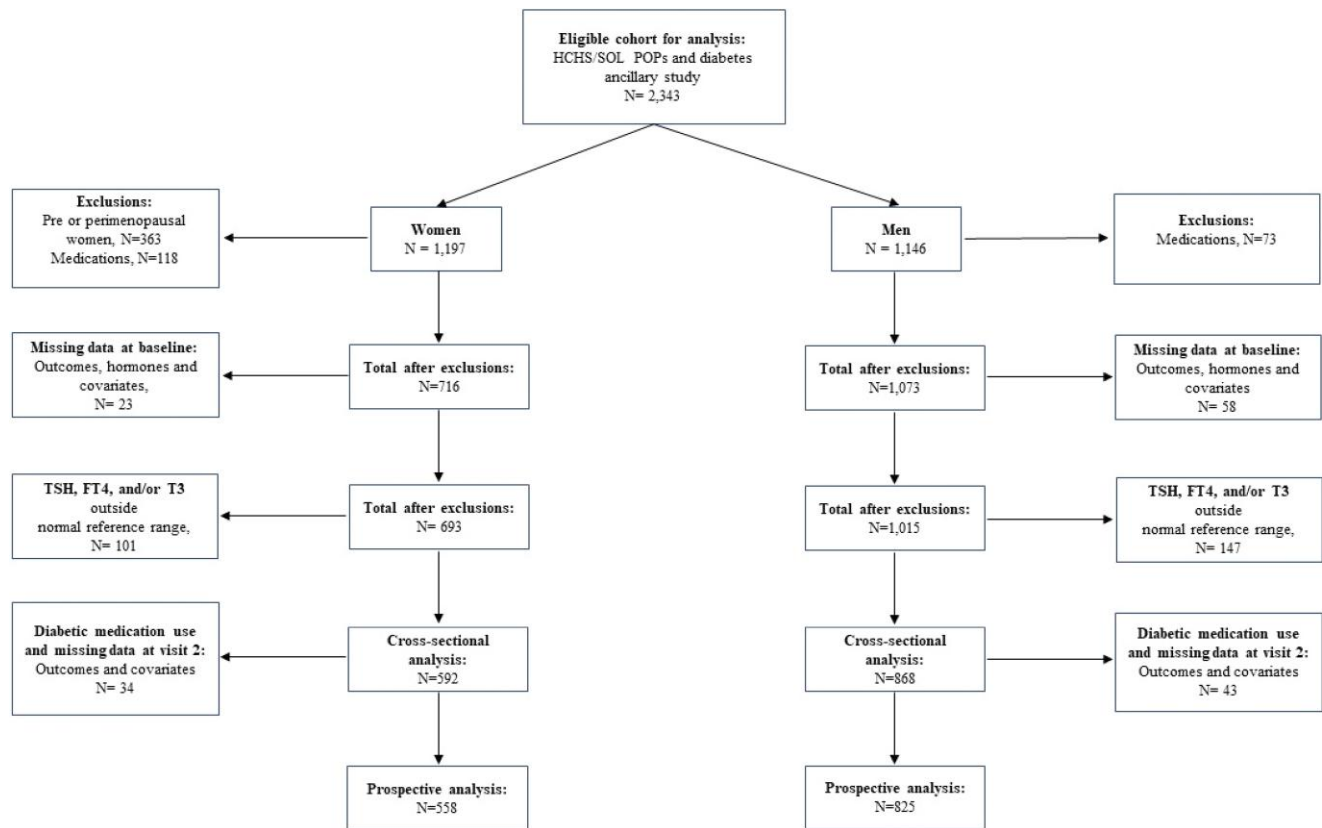 Eligible cohort for analysis:
HCHS/SOL POPs and diabetes
ancillary study
N= 2,343
Exclusions:
Pre or perimenopausal
women, N=363
Medications, N=118
Women
N = 1,197
Men
N = 1,146
Exclusions:
Medications, N=73
Missing data at baseline:
Outcomes, hormones and
covariates,
N= 23
Total after exclusions:
N=716
Total after exclusions:
N=1,073
Missing data at baseline:
Outcomes, hormones and
covariates
N= 58
TSH, FT4, and/or T3
outside
normal reference range,
N= 101
Total after exclusions:
N= 693
Total after exclusions:
N=1,015
TSH, FT4, and/or T3
outside
normal reference range,
N= 147
Diabetic medication use
and missing data at visit 2:
Outcomes and covariates
N= 34
Cross-sectional
analysis:
N=592
Cross-sectional
analysis:
N=868
Diabetic medication use
and missing data at visit 2:
Outcomes and covariates
N= 43
Prospective analysis:
N=558
Prospective analysis:
N=825